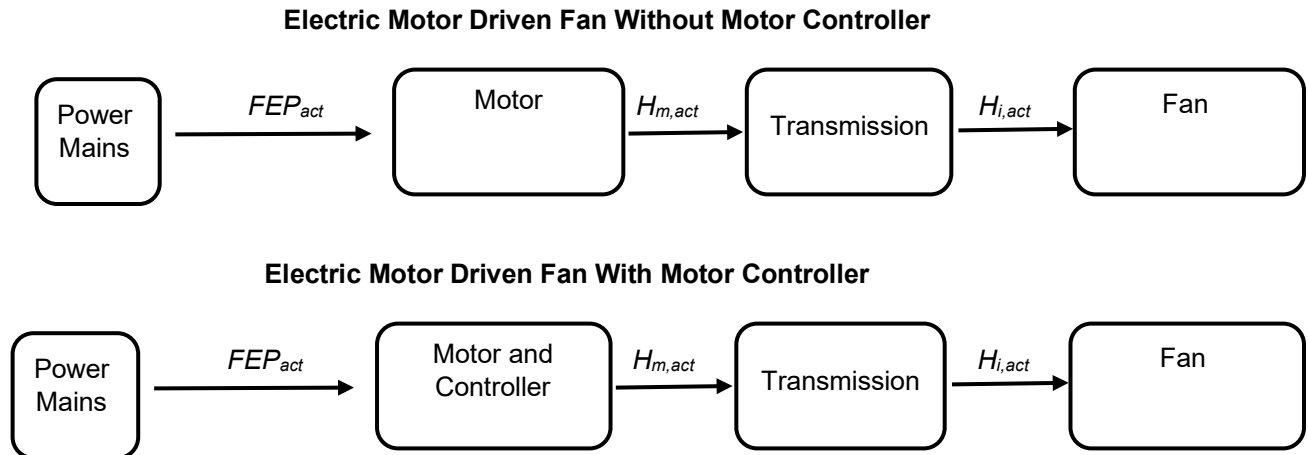 Electric Motor Driven Fan Without Motor Controller
Power
Mains
FEPact
Motor
Hm,act
Transmission
Hi,act
Fan
Electric Motor Driven Fan With Motor Controller
Power
Mains
FEPact
Motor and
Controller
Hm,act
Transmission
Hi,act
Fan